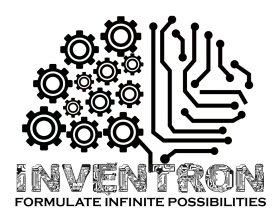 INVENTRON
FORMULATE INFINITE POSSIBILITIES